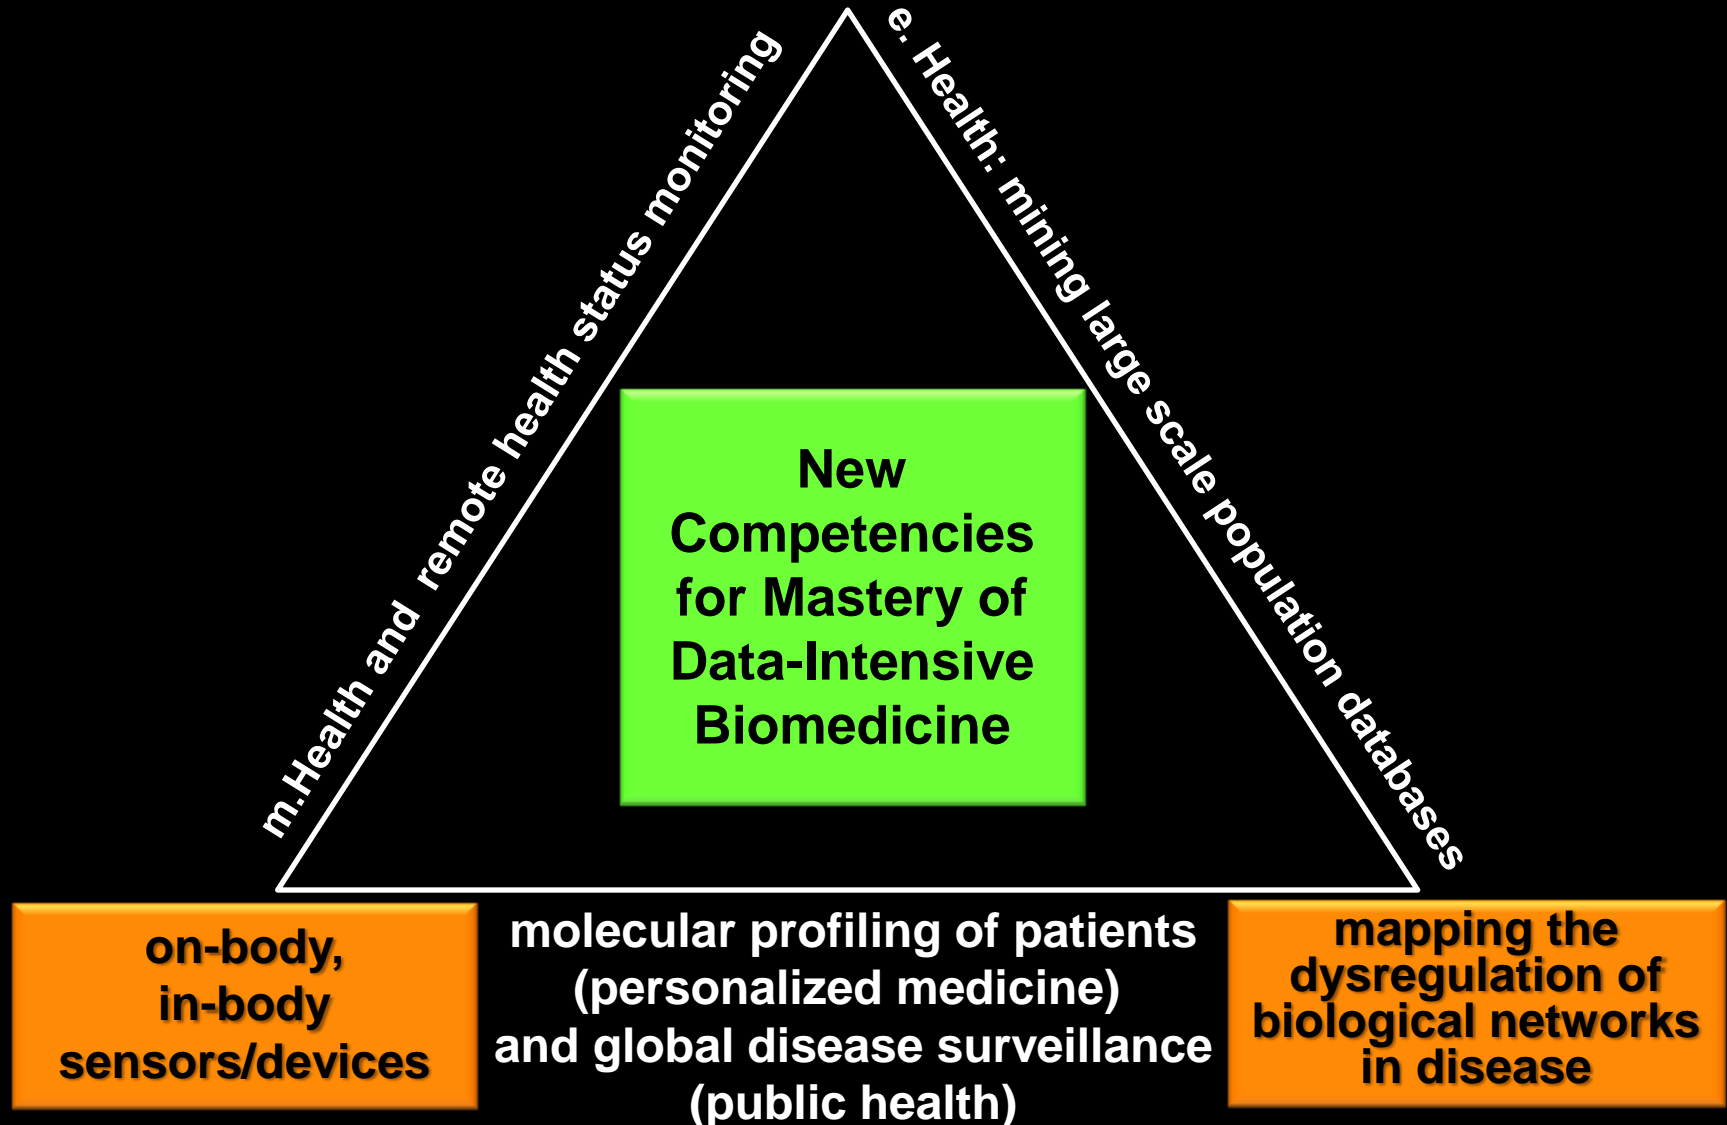 m.Health and remote health status monitoring
e. Health: mining large scale population databases
New
Competencies
for Mastery of
Data-Intensive
Biomedicine
on-body,
in-body
sensors/devices
molecular profiling of patients
(personalized medicine)
and global disease surveillance
(public health)
mapping the
dysregulation of
biological networks
in disease